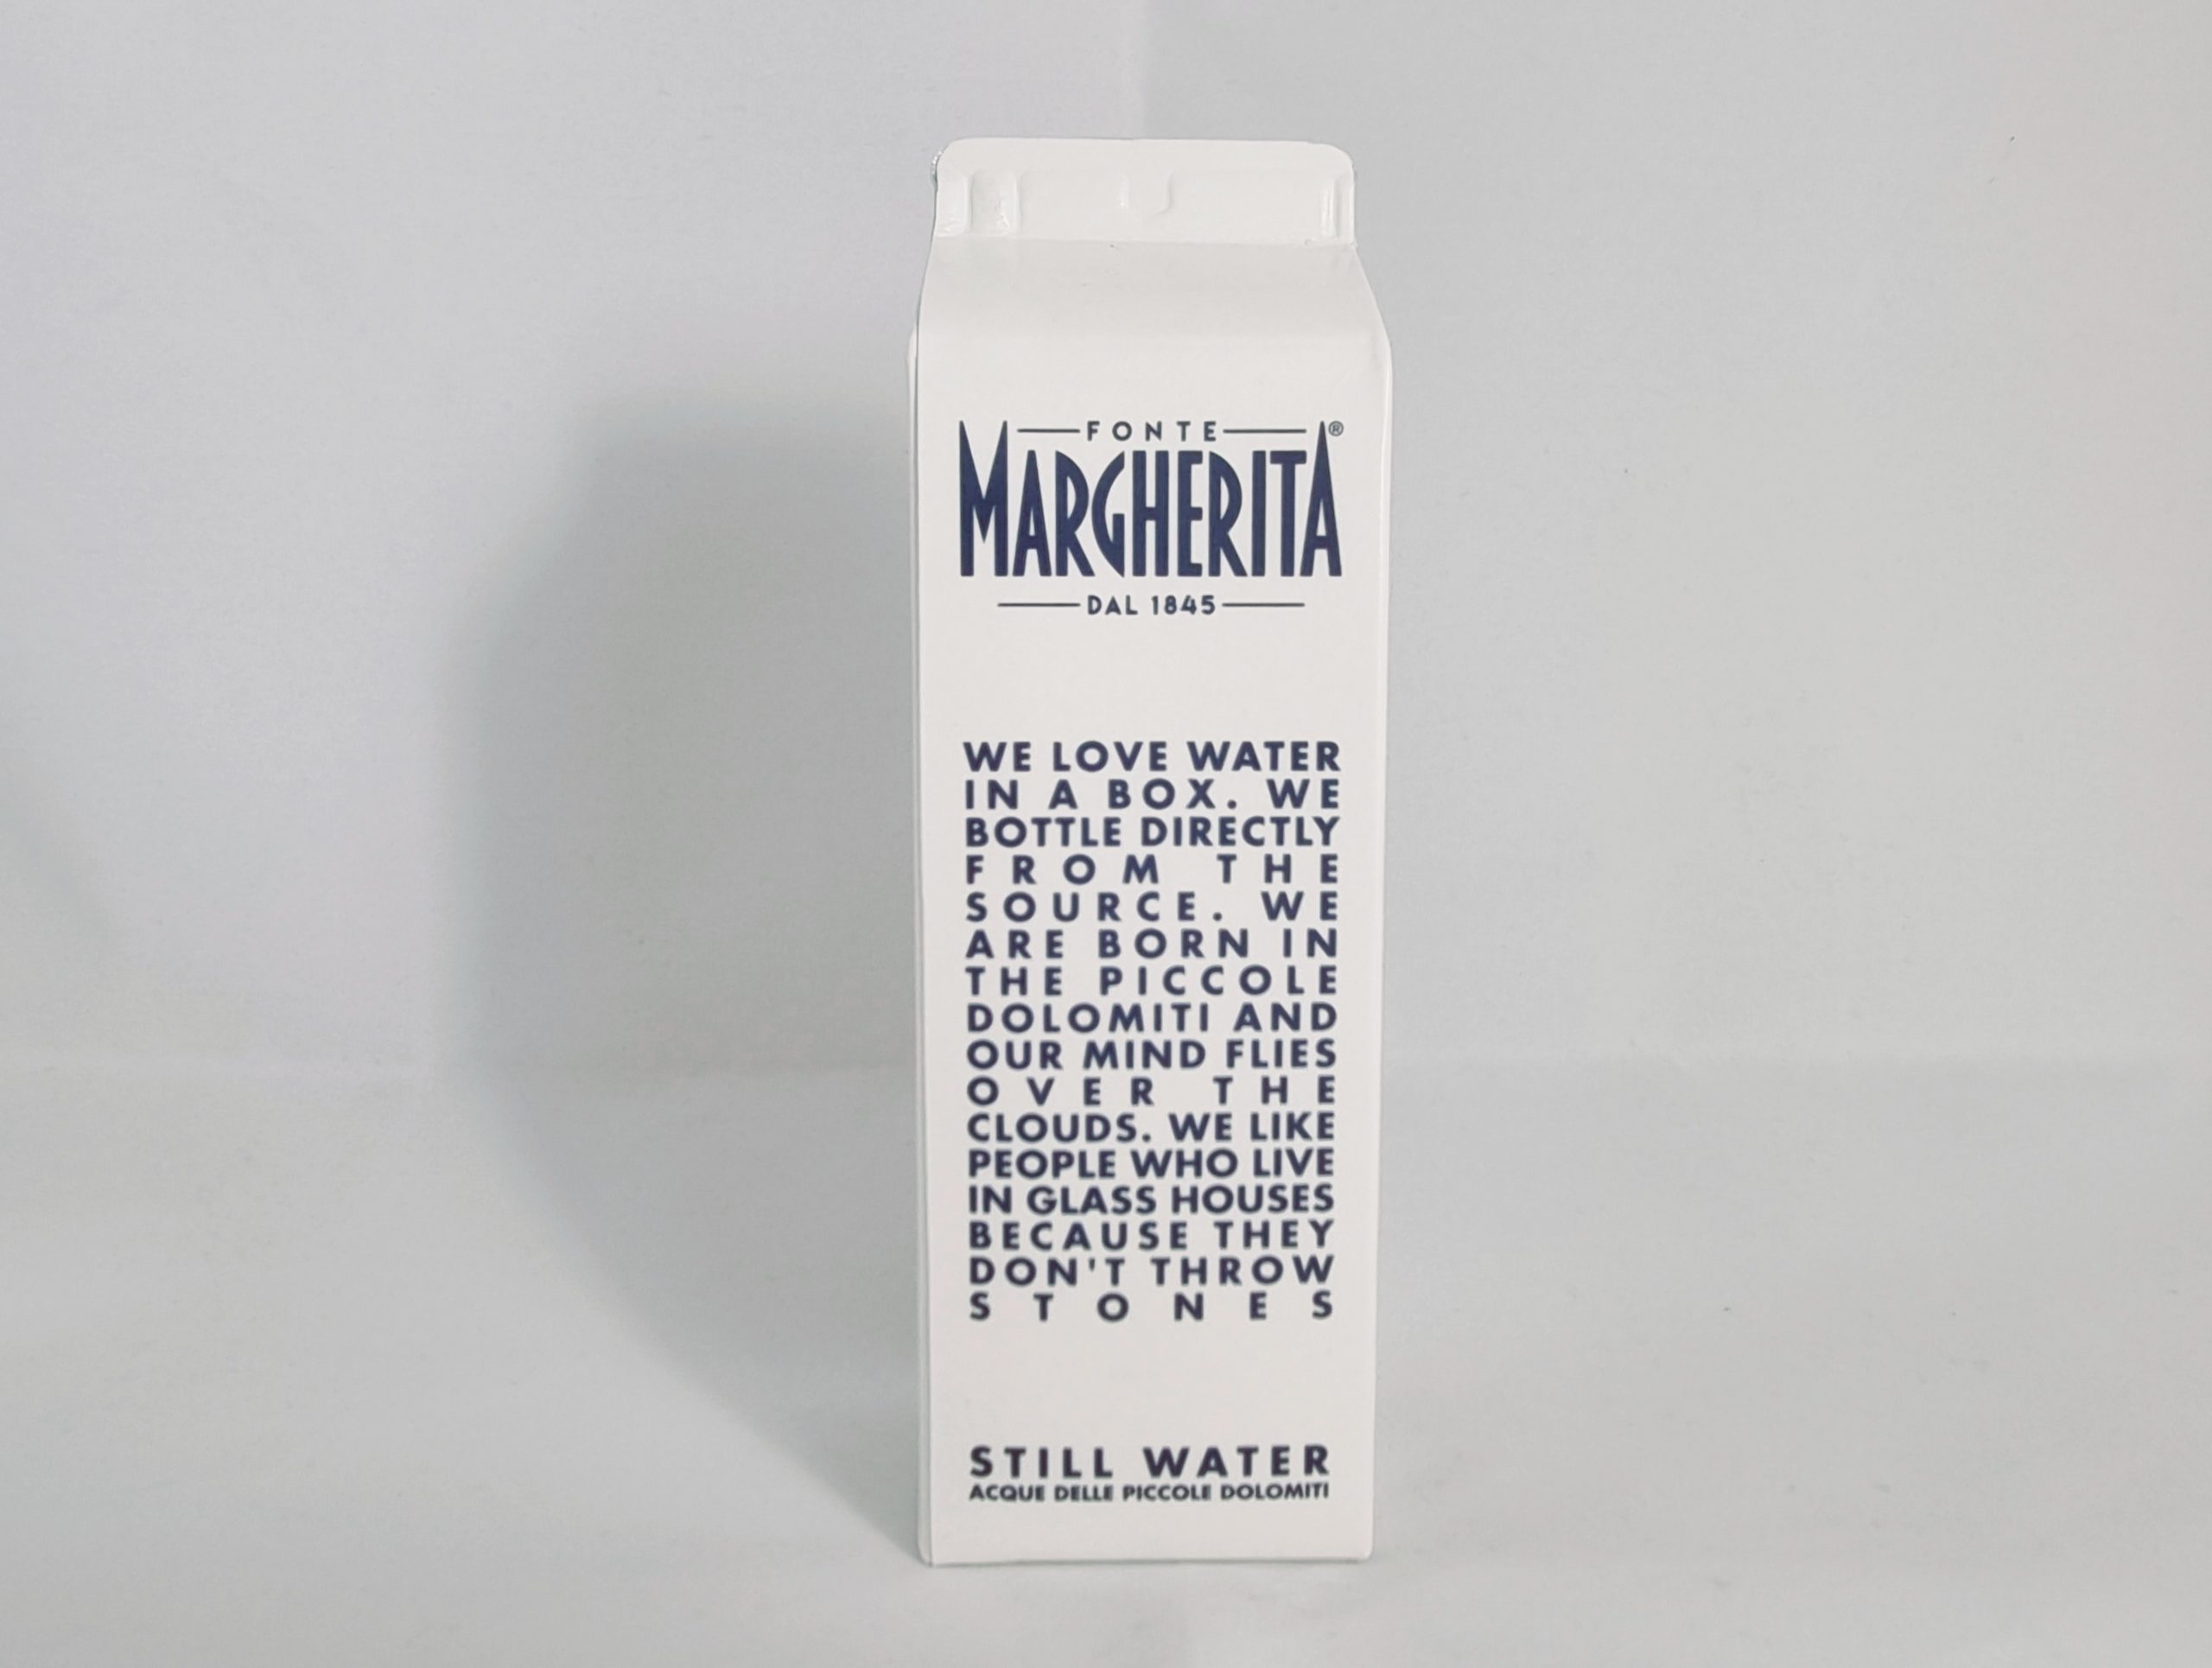 FONTE
MARGHERITA®
DAL 1845
WE LOVE WATER
IN A BOX. WE
BOTTLE DIRECTLY
FROM THE
SOURCE. WE
ARE BORN IN
THE PICCOLE
DOLOMITI AND
OUR MIND FLIES
OVER THE
CLOUDS. WE LIKE
PEOPLE WHO LIVE
IN GLASS HOUSES
BECAUSE THEY
DON'T THROW
STONES
STILL WATER
ACQUE DELLE PICCOLE DOLOMITI